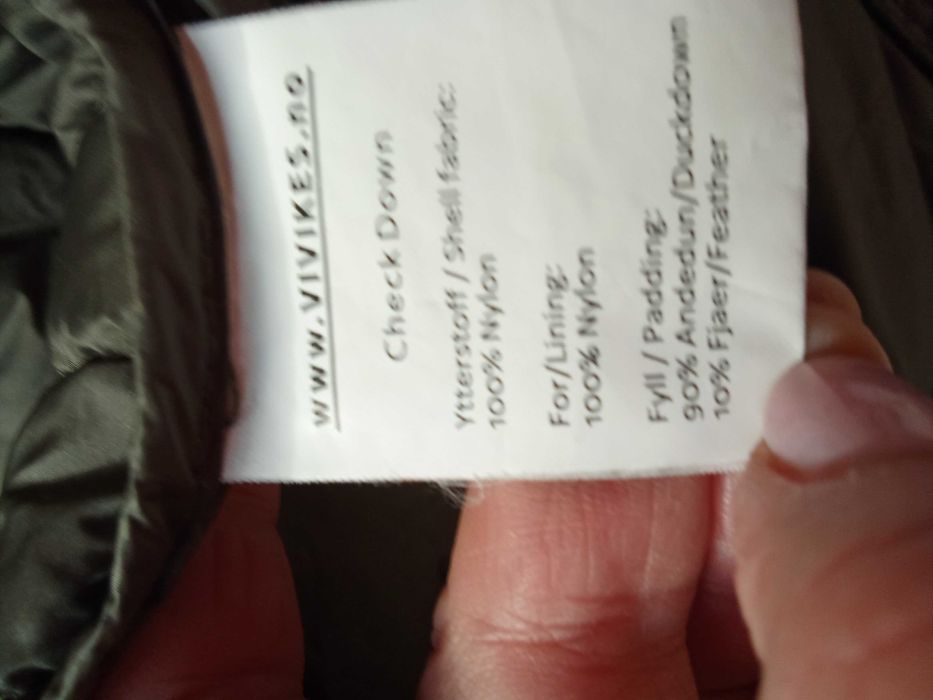 www.VIVIKES.no
Check Down
Ytterstoff / Shell fabric:
100% Nylon
For/Lining:
100% Nylon
Fyll / Padding:
90% Andedun/Duckdown
10% Fjaer/Feather